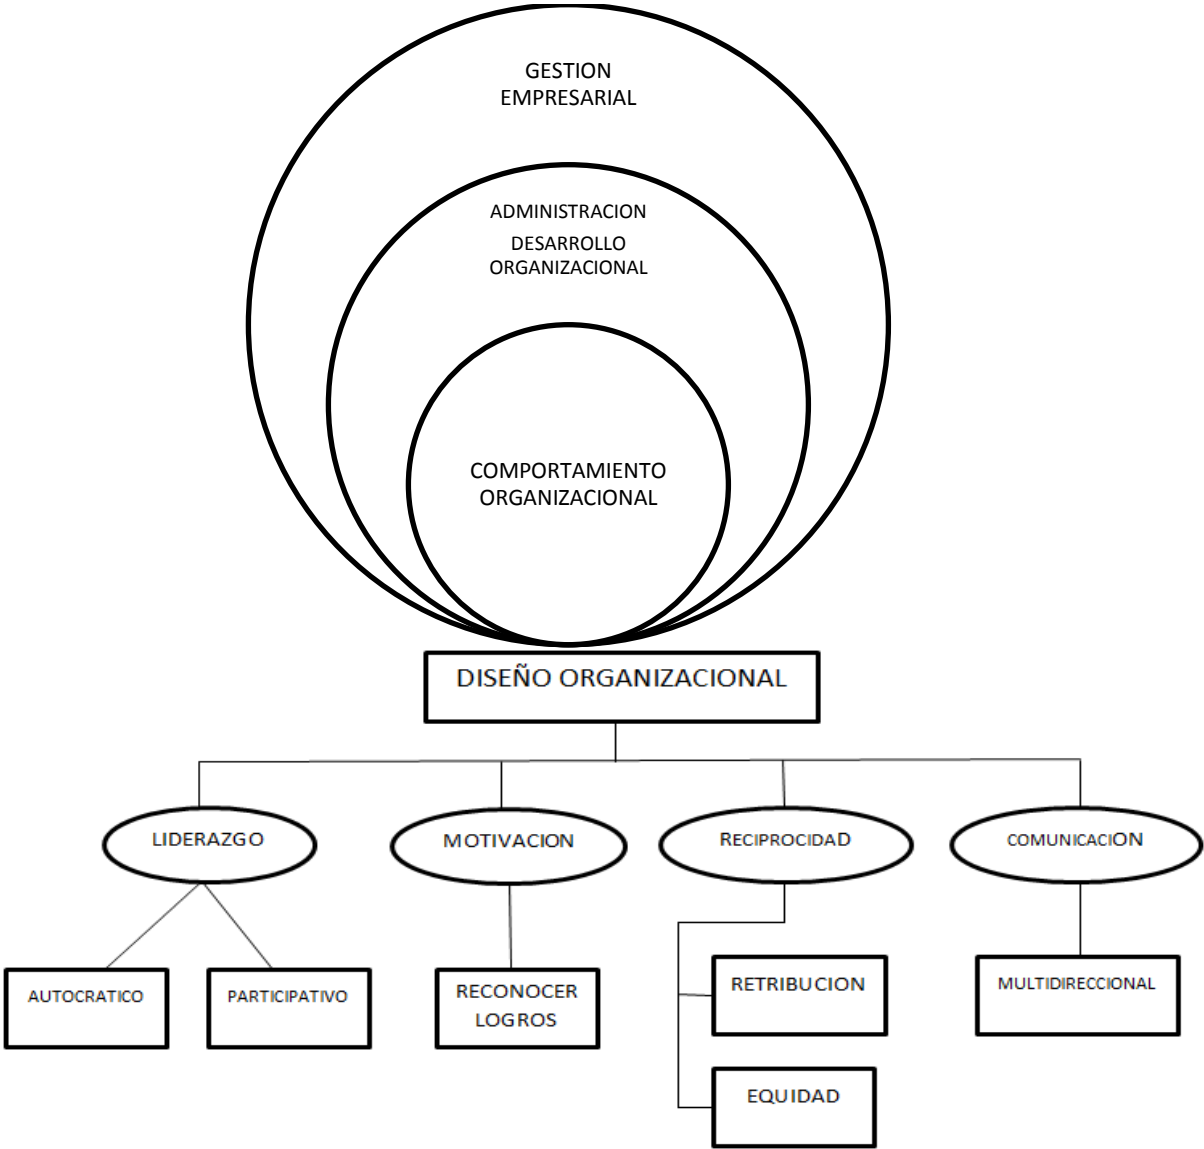 GESTION
EMPRESARIAL
ADMINISTRACION
DESARROLLO
ORGANIZACIONAL
COMPORTAMIENTO
ORGANIZACIONAL
DISEÑO ORGANIZACIONAL
LIDERAZGO
MOTIVACION
RECIPROCIDAD
COMUNICACION
AUTOCRATICO
PARTICIPATIVO
RECONOCER
LOGROS
RETRIBUCION
MULTIDIRECCIONAL
EQUIDAD